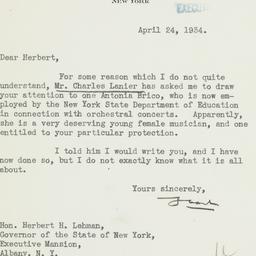 NEW YORK
EXECUTI
April 24, 1934.
Dear Herbert,
For some reason which I do not quite
understand, Mr. Charles Lanier has asked me to draw
your attention to one Antonia Brico, who is now em-
ployed by the New York State Department of Education
in connection with orchestral concerts. Apparently,
she is a very deserving young female musician, and one
entitled to your particular protection.
I told him I would write you, and I have
now done so, but I do not exactly know what it is all
about.
Yours sincerely,
Hon. Herbert H. Lehman,
Governor of the State of New York,
Executive Mansion,
Albany, N. Y.